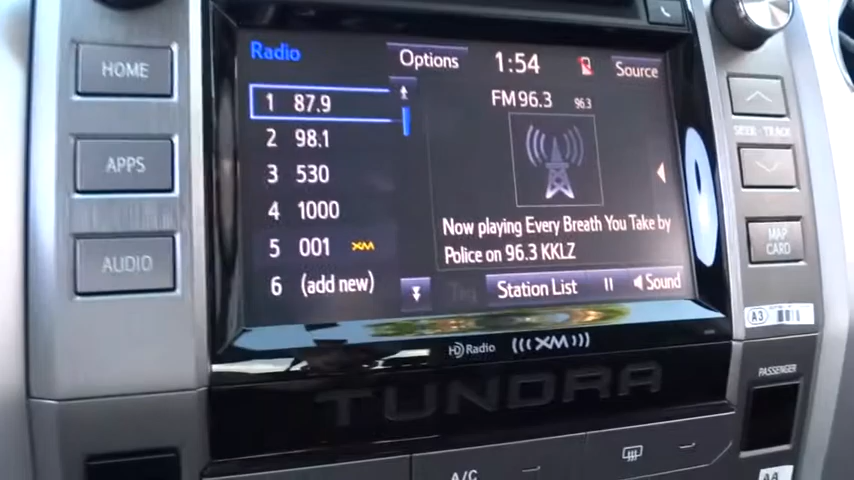 HOME
APPS
AUDIO
Radio
Options
1:54
Source
1 87.9
2 98.1
3 530
4 1000
5 001 XM
6 (add new)
FM 96.3 96.3
Now playing Every Breath You Take by
Police on 96.3 KKLZ
Station List
Sound
HD Radio
XM
TUNDRA
SEEK · TRACK
MAP
CARD
A3
PASSENGER
A/C